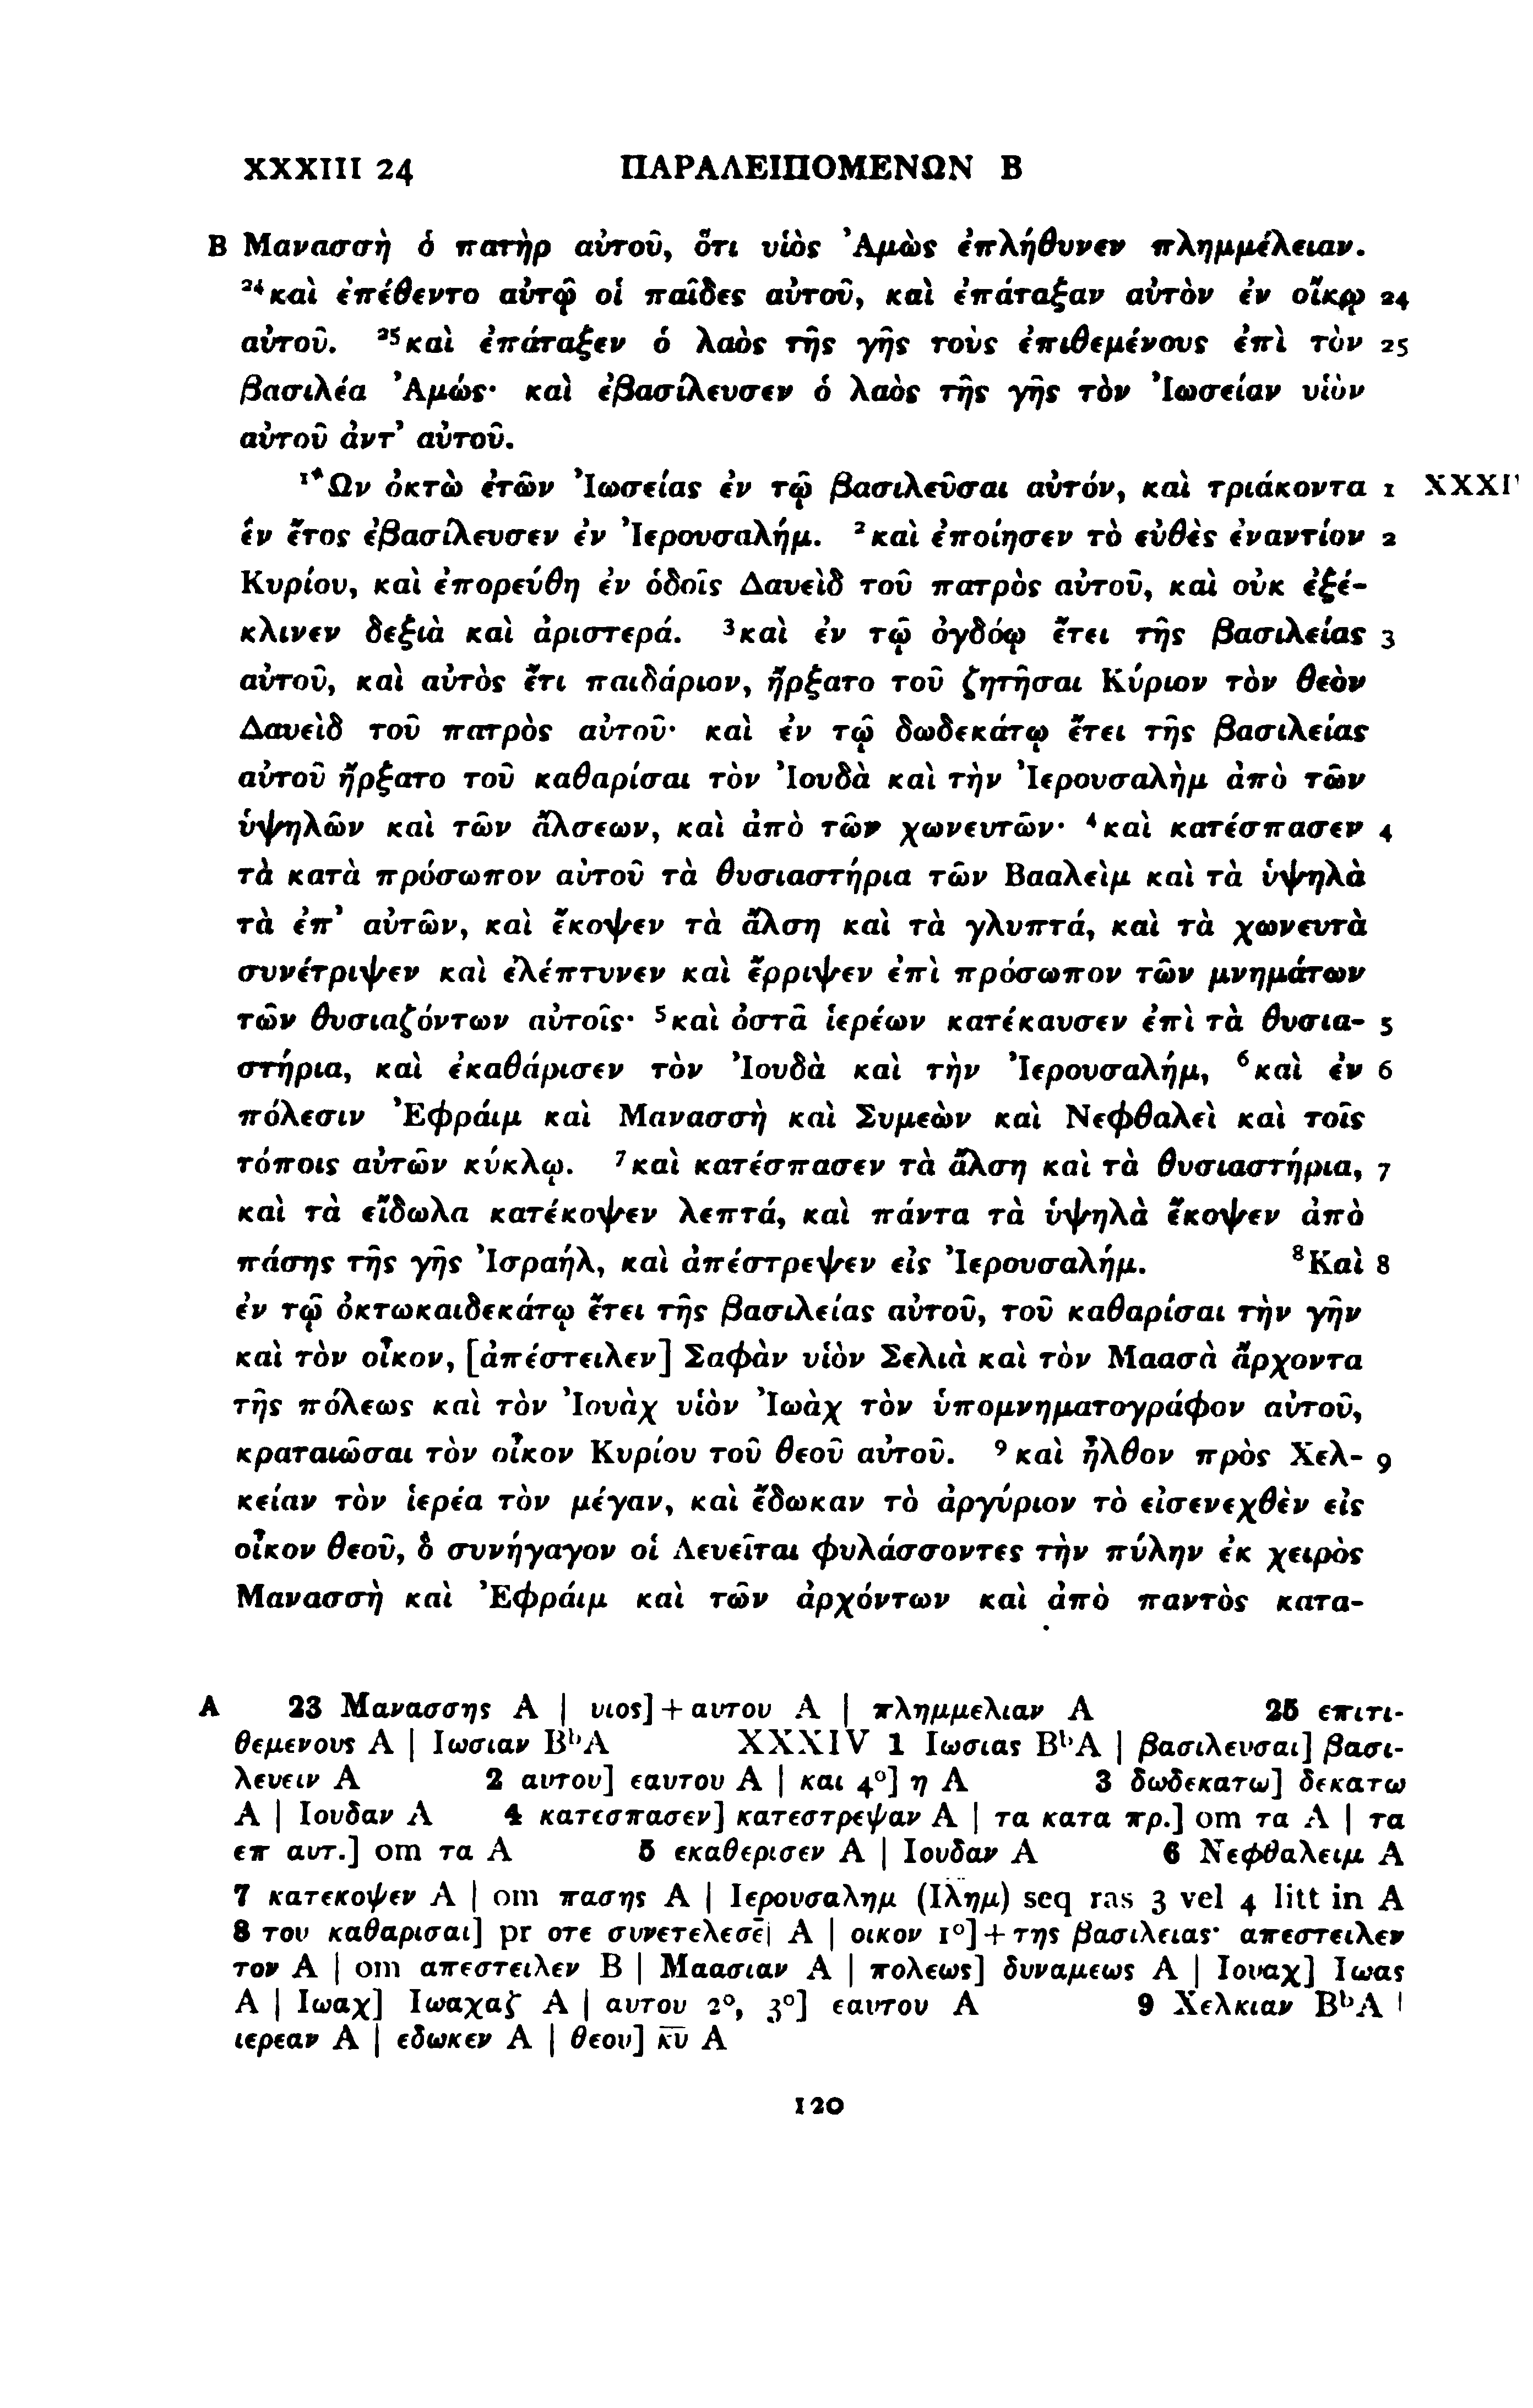 XXXIII 24 ΠΑΡΑΛΕΙΠΟΜΕΝΩΝ Β
B Μανασσὴ ὁ πατὴρ αὐτοῦ, ὅτι υἱὸς Ἀμὼς ἐπλήθυνεν πλημμέλειαν.
²⁴καὶ ἐπέθεντο αὐτῷ οἱ παῖδες αὐτοῦ, καὶ ἐπάταξαν αὐτὸν ἐν οἴκῳ 24
αὐτοῦ. ²⁵καὶ ἐπάταξεν ὁ λαὸς τῆς γῆς τοὺς ἐπιθεμένους ἐπὶ τὸν 25
βασιλέα Ἀμώς· καὶ ἐβασίλευσεν ὁ λαὸς τῆς γῆς τὸν Ἰωσείαν υἱὸν
αὐτοῦ ἀντ’ αὐτοῦ.
¹Ὢν ὀκτὼ ἐτῶν Ἰωσείας ἐν τῷ βασιλεῦσαι αὐτόν, καὶ τριάκοντα 1 XXXI
ἓν ἔτος ἐβασίλευσεν ἐν Ἰερουσαλήμ. ²καὶ ἐποίησεν τὸ εὐθὲς ἐναντίον 2
Κυρίου, καὶ ἐπορεύθη ἐν ὁδοῖς Δαυεὶδ τοῦ πατρὸς αὐτοῦ, καὶ οὐκ ἐξέ-
κλινεν δεξιὰ καὶ ἀριστερά. ³καὶ ἐν τῷ ὀγδόῳ ἔτει τῆς βασιλείας 3
αὐτοῦ, καὶ αὐτὸς ἔτι παιδάριον, ἤρξατο τοῦ ζητῆσαι Κύριον τὸν θεὸν
Δαυεὶδ τοῦ πατρὸς αὐτοῦ· καὶ ἐν τῷ δωδεκάτῳ ἔτει τῆς βασιλείας
αὐτοῦ ἤρξατο τοῦ καθαρίσαι τὸν Ἰουδὰ καὶ τὴν Ἰερουσαλὴμ ἀπὸ τῶν
ὑψηλῶν καὶ τῶν ἄλσεων, καὶ ἀπὸ τῶν χωνευτῶν· ⁴καὶ κατέσπασεν 4
τὰ κατὰ πρόσωπον αὐτοῦ τὰ θυσιαστήρια τῶν Βααλεὶμ καὶ τὰ ὑψηλὰ
τὰ ἐπ’ αὐτῶν, καὶ ἔκοψεν τὰ ἄλση καὶ τὰ γλυπτά, καὶ τὰ χωνευτὰ
συνέτριψεν καὶ ἐλέπτυνεν καὶ ἔρριψεν ἐπὶ πρόσωπον τῶν μνημάτων
τῶν θυσιαζόντων αὐτοῖς· ⁵καὶ ὀστᾶ ἱερέων κατέκαυσεν ἐπὶ τὰ θυσια- 5
στήρια, καὶ ἐκαθάρισεν τὸν Ἰουδὰ καὶ τὴν Ἰερουσαλήμ, ⁶καὶ ἐν 6
πόλεσιν Ἐφράιμ καὶ Μανασσὴ καὶ Συμεὼν καὶ Νεφθαλεὶ καὶ τοῖς
τόποις αὐτῶν κύκλῳ. ⁷καὶ κατέσπασεν τὰ ἄλση καὶ τὰ θυσιαστήρια, 7
καὶ τὰ εἴδωλα κατέκοψεν λεπτά, καὶ πάντα τὰ ὑψηλὰ ἔκοψεν ἀπὸ
πάσης τῆς γῆς Ἰσραήλ, καὶ ἀπέστρεψεν εἰς Ἰερουσαλήμ. ⁸Καὶ 8
ἐν τῷ ὀκτωκαιδεκάτῳ ἔτει τῆς βασιλείας αὐτοῦ, τοῦ καθαρίσαι τὴν γῆν
καὶ τὸν οἶκον, [ἀπέστειλεν] Σαφὰν υἱὸν Σελιὰ καὶ τὸν Μαασὰ ἄρχοντα
τῆς πόλεως καὶ τὸν Ἰουὰχ υἱὸν Ἰωὰχ τὸν ὑπομνηματογράφον αὐτοῦ,
κραταιῶσαι τὸν οἶκον Κυρίου τοῦ θεοῦ αὐτοῦ. ⁹καὶ ἦλθον πρὸς Χελ- 9
κείαν τὸν ἱερέα τὸν μέγαν, καὶ ἔδωκαν τὸ ἀργύριον τὸ εἰσενεχθὲν εἰς
οἶκον θεοῦ, ὃ συνήγαγον οἱ Λευεῖται φυλάσσοντες τὴν πύλην ἐκ χειρὸς
Μανασσὴ καὶ Ἐφράιμ καὶ τῶν ἀρχόντων καὶ ἀπὸ παντὸς κατα-
A 23 Μανασσης A | υιος]+αυτου A | πλημμελιαν A 25 επιτι-
θεμενους A | Ιωσιαν BᵇA XXXIV 1 Ιωσιας BᵇA | βασιλευσαι] βασι-
λευειν A 2 αυτου] εαυτου A | και 4°] η A 3 δωδεκατω] δεκατω
A | Ιουδαν A 4 κατεσπασεν] κατεστρεψαν A | τα κατα πρ.] om τα A | τα
επ αυτ.] om τα A 5 εκαθερισεν A | Ιουδαν A 6 Νεφθαλειμ A
7 κατεκοψεν A | om πασης A | Ιερουσαλημ (Ιλημ) seq ras 3 vel 4 litt in A
8 του καθαρισαι] pr οτε συνετελεσε̄| A | οικον 1°]+της βασιλειας· απεστειλεν
τον A | om απεστειλεν B | Μαασιαν A | πολεως] δυναμεως A | Ιουαχ] Ιωας
A | Ιωαχ] Ιωαχαζ A | αυτου 2°, 3°] εαυτου A 9 Χελκιαν BᵇA |
ιερεαν A | εδωκεν A | θεου] κ̅υ̅ A
120